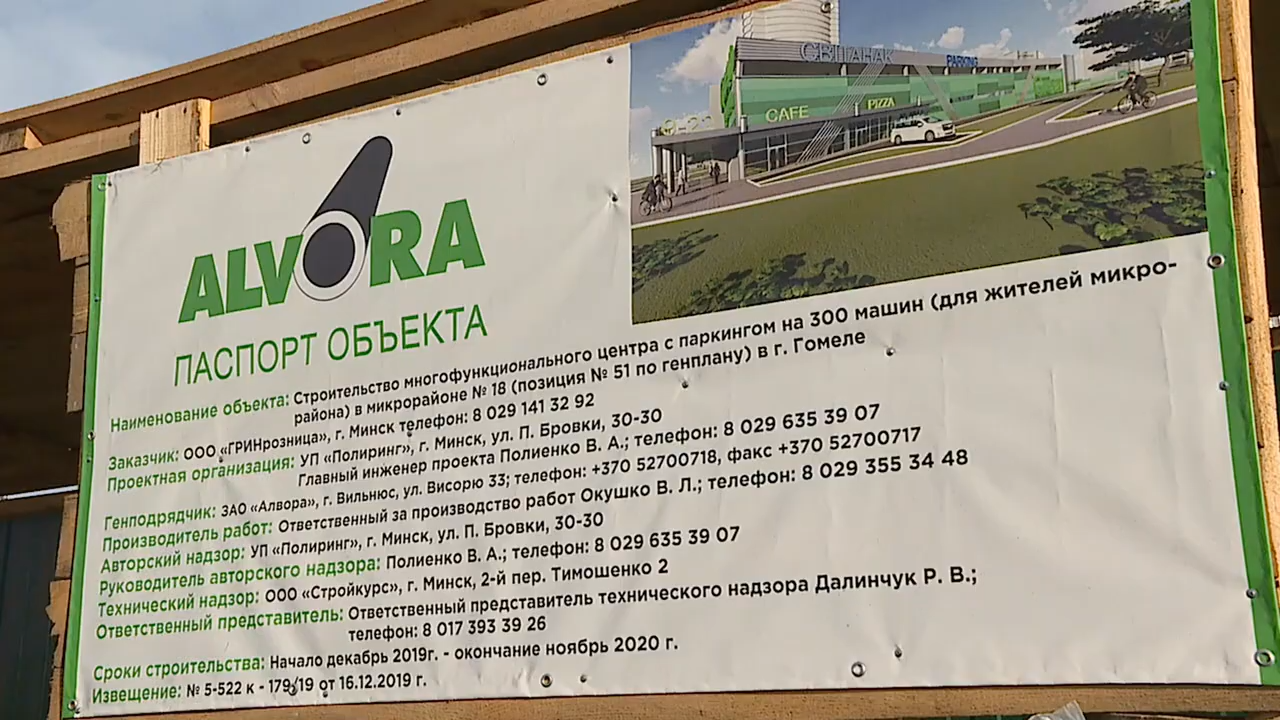 СВІТАНАК
PARKING
CAFE
PIZZA
ALVORA
ПАСПОРТ ОБЪЕКТА
Наименование объекта: Строительство многофункционального центра с паркингом на 300 машин (для жителей микро-
района) в микрорайоне № 18 (позиция № 51 по генплану) в г. Гомеле
Заказчик: ООО «ГРИНрозница», г. Минск телефон: 8 029 141 32 92
Проектная организация: УП «Полиринг», г. Минск, ул. П. Бровки, 30-30
Главный инженер проекта Полиенко В. А.; телефон: 8 029 635 39 07
Генподрядчик: ЗАО «Алвора», г. Вильнюс, ул. Висорю 33; телефон: +370 52700718, факс +370 52700717
Производитель работ: Ответственный за производство работ Окушко В. Л.; телефон: 8 029 355 34 48
Авторский надзор: УП «Полиринг», г. Минск, ул. П. Бровки, 30-30
Руководитель авторского надзора: Полиенко В. А.; телефон: 8 029 635 39 07
Технический надзор: ООО «Стройкурс», г. Минск, 2-й пер. Тимошенко 2
Ответственный представитель: Ответственный представитель технического надзора Далинчук Р. В.;
телефон: 8 017 393 39 26
Сроки строительства: Начало декабрь 2019г. - окончание ноябрь 2020 г.
Извещение: № 5-522 к - 179/19 от 16.12.2019 г.